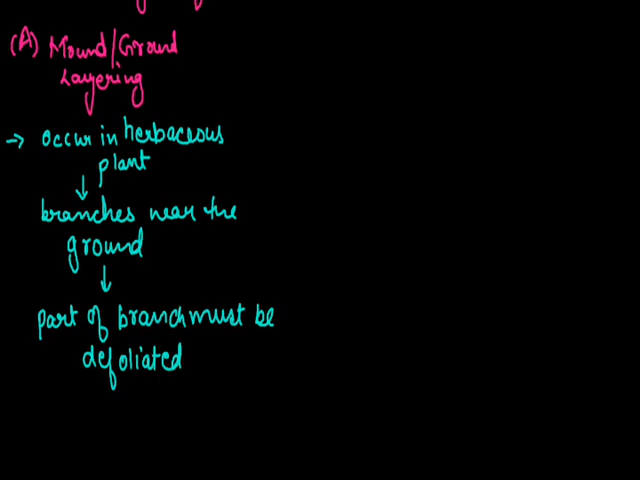 (A) Mound/Ground
Layering
→ occur in herbaceous
plant
↓
branches near the
ground
↓
part of branch must be
defoliated